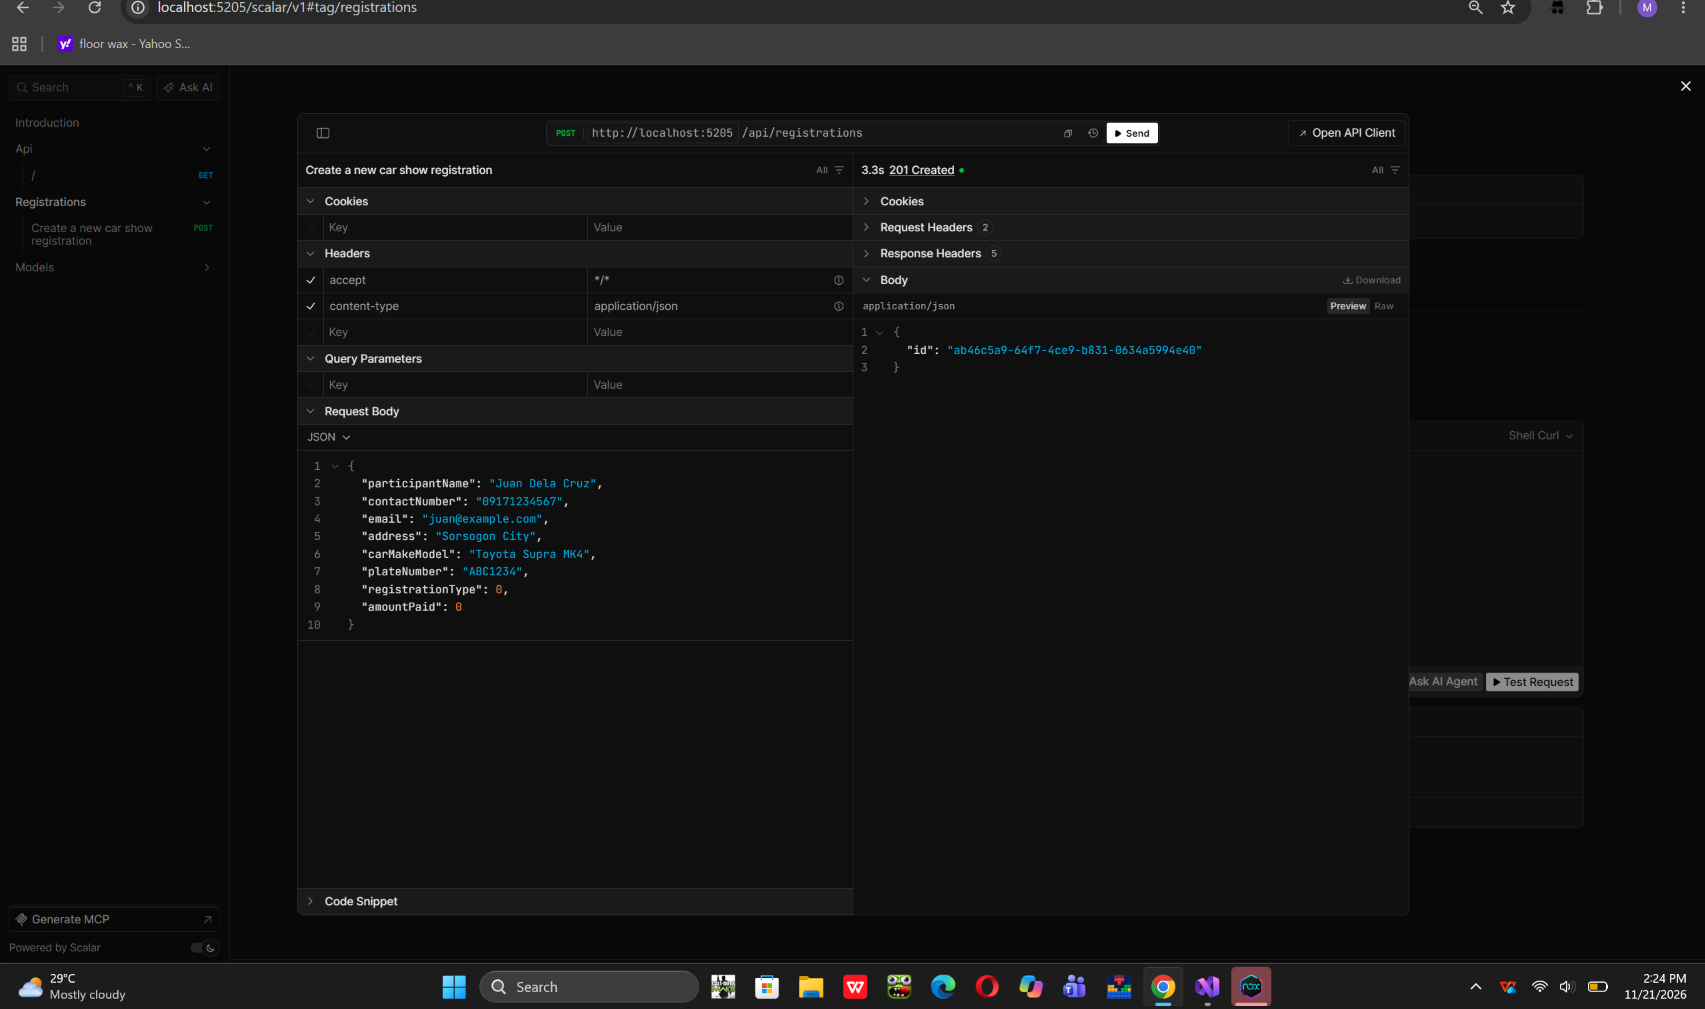 localhost:5205/scalar/v1#tag/registrations
M
floor wax - Yahoo S...
Search
^ K
Ask AI
Introduction
Api
/
GET
Registrations
Create a new car show registration
POST
Models
Generate MCP
Powered by Scalar
POST
http://localhost:5205
/api/registrations
Send
Open API Client
Create a new car show registration
All
Cookies
Key
Value
Headers
accept
*/*
content-type
application/json
Key
Value
Query Parameters
Key
Value
Request Body
JSON
1 {
2 "participantName": "Juan Dela Cruz",
3 "contactNumber": "09171234567",
4 "email": "juan@example.com",
5 "address": "Sorsogon City",
6 "carMakeModel": "Toyota Supra MK4",
7 "plateNumber": "ABC1234",
8 "registrationType": 0,
9 "amountPaid": 0
10 }
Code Snippet
3.3s 201 Created
All
Cookies
Request Headers 2
Response Headers 5
Body
Download
application/json
Preview
Raw
1 {
2 "id": "ab46c5a9-64f7-4ce9-b831-0634a5994e40"
3 }
Shell Curl
Ask AI Agent
Test Request
29°C
Mostly cloudy
Search
2:24 PM
11/21/2026